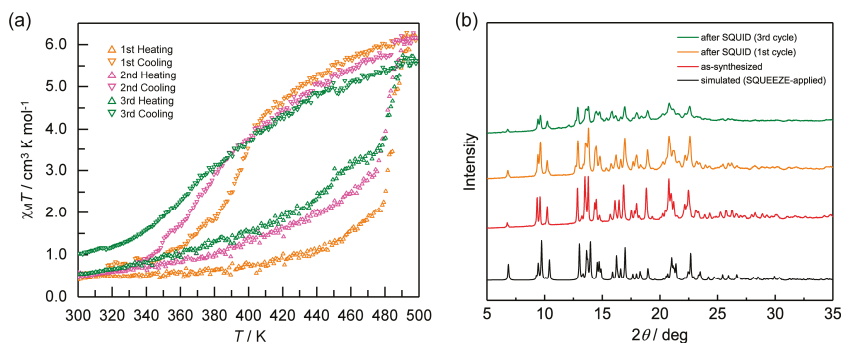 (a)
6.0
5.0
4.0
3.0
2.0
1.0
0.0
χMT / cm3 K mol-1
1st Heating
1st Cooling
2nd Heating
2nd Cooling
3rd Heating
3rd Cooling
300 320 340 360 380 400 420 440 460 480 500
T / K
(b)
Intensity
after SQUID (3rd cycle)
after SQUID (1st cycle)
as-synthesized
simulated (SQUEEZE-applied)
5 10 15 20 25 30 35
2θ / deg